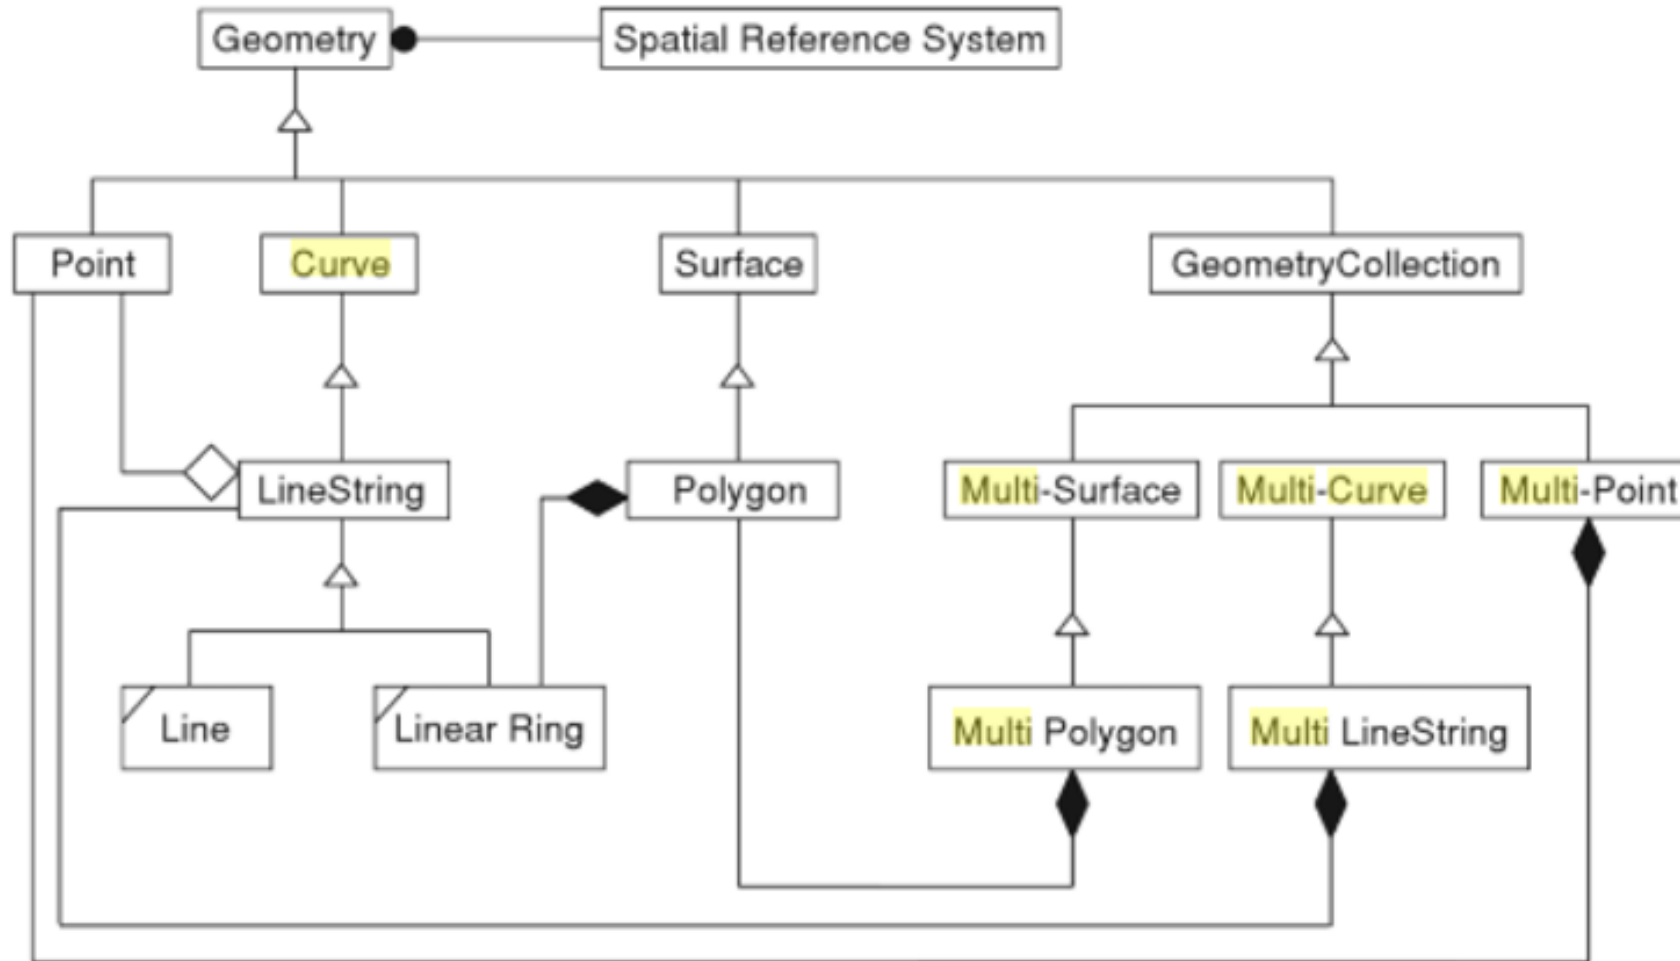 Geometry
Spatial Reference System
Point
Curve
Surface
GeometryCollection
LineString
Polygon
Multi-Surface
Multi-Curve
Multi-Point
Line
Linear Ring
Multi Polygon
Multi LineString